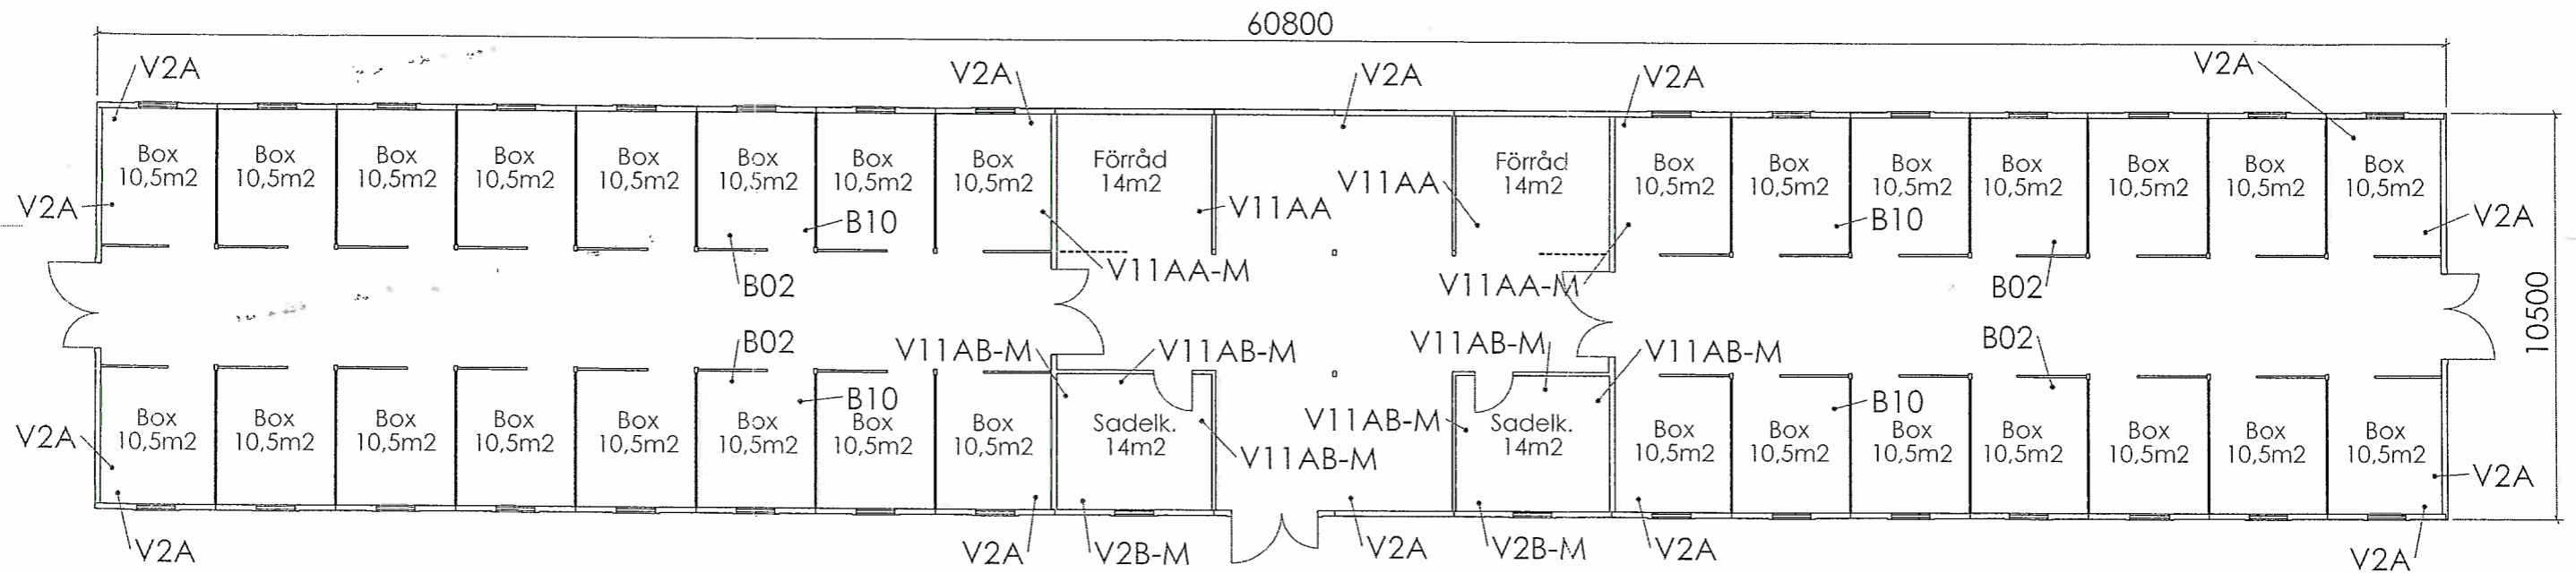 60800
V2A
V2A
V2A
V2A
V2A
Box
10,5m2
Box
10,5m2
Box
10,5m2
Box
10,5m2
Box
10,5m2
Box
10,5m2
Box
10,5m2
Box
10,5m2
Förråd
14m2
Förråd
14m2
Box
10,5m2
Box
10,5m2
Box
10,5m2
Box
10,5m2
Box
10,5m2
Box
10,5m2
Box
10,5m2
V2A
B10
V11AA
V11AA
B10
V2A
B02
V11AA-M
V11AA-M
B02
10500
B02
V11AB-M
V11AB-M
V11AB-M
V11AB-M
B02
V2A
B10
V11AB-M
V11AB-M
B10
V2A
Box
10,5m2
Box
10,5m2
Box
10,5m2
Box
10,5m2
Box
10,5m2
Box
10,5m2
Box
10,5m2
Box
10,5m2
Sadelk.
14m2
Sadelk.
14m2
Box
10,5m2
Box
10,5m2
Box
10,5m2
Box
10,5m2
Box
10,5m2
Box
10,5m2
Box
10,5m2
V2A
V2A
V2B-M
V2A
V2B-M
V2A
V2A